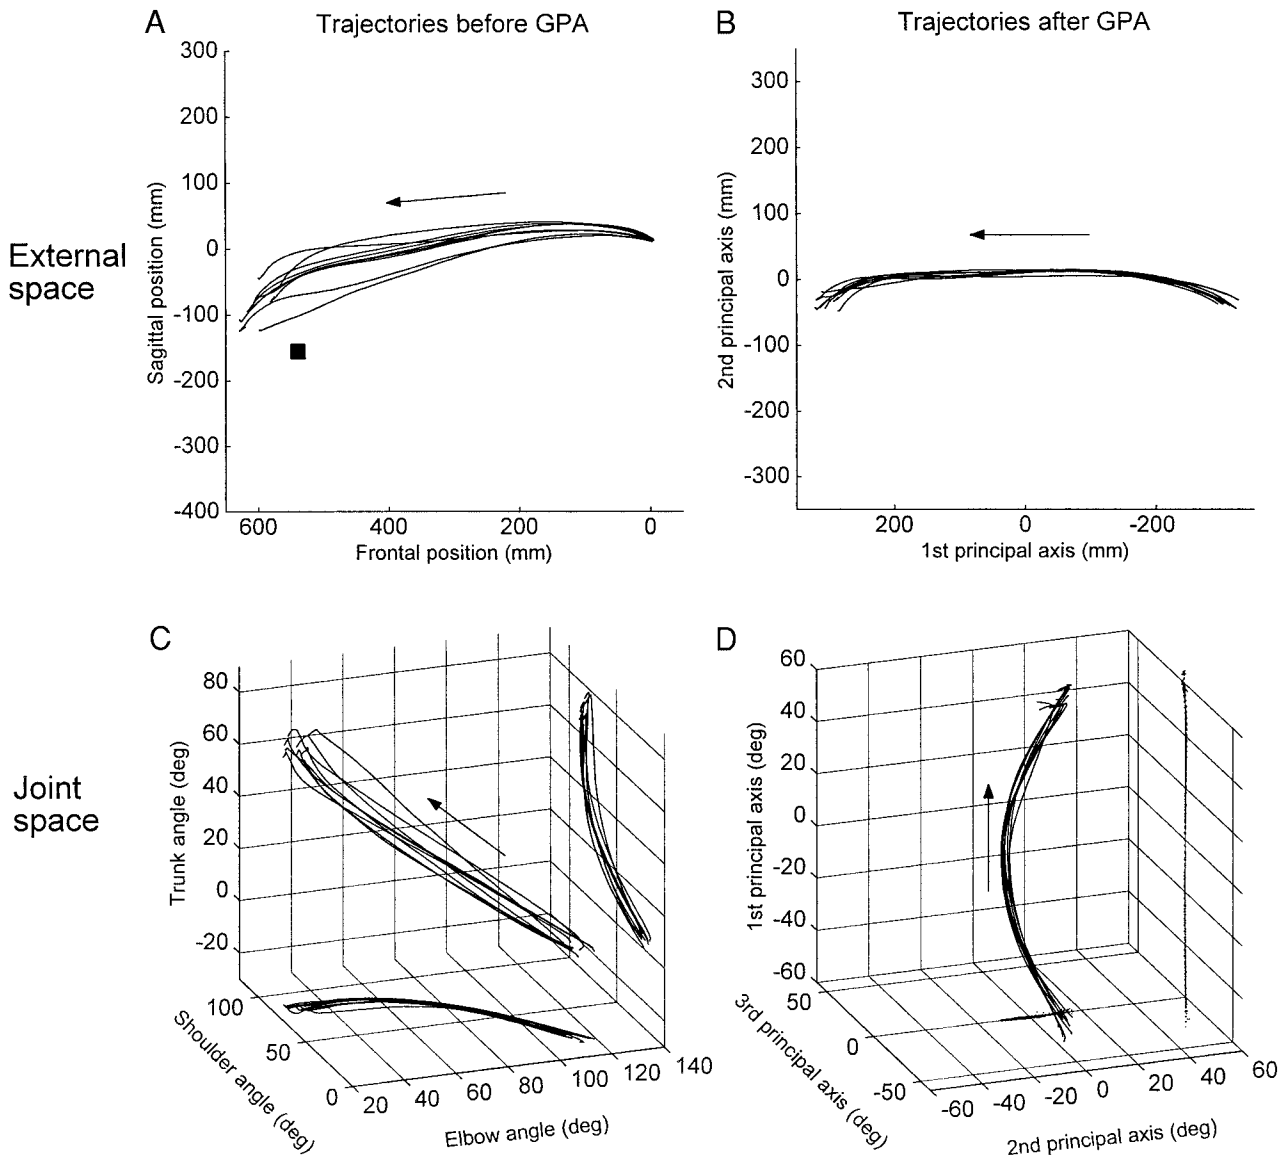 A
Trajectories before GPA
B
Trajectories after GPA
External
space
Sagittal position (mm)
300
200
100
0
-100
-200
-300
-400
600
400
200
0
Frontal position (mm)
2nd principal axis (mm)
300
200
100
0
-100
-200
-300
200
0
-200
1st principal axis (mm)
C
D
Joint
space
Trunk angle (deg)
80
60
40
20
0
-20
100
50
0
Shoulder angle (deg)
20
40
60
80
100
120
140
Elbow angle (deg)
1st principal axis (deg)
60
40
20
0
-20
-40
-60
50
0
-50
3rd principal axis (deg)
-60
-40
-20
0
20
40
60
2nd principal axis (deg)